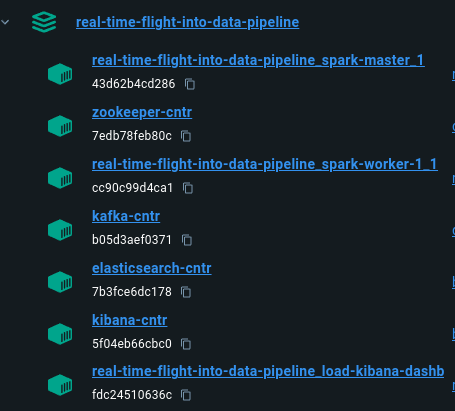 real-time-flight-into-data-pipeline
real-time-flight-into-data-pipeline_spark-master_1
43d62b4cd286
zookeeper-cntr
7edb78feb80c
real-time-flight-into-data-pipeline_spark-worker-1_1
cc90c99d4ca1
kafka-cntr
b05d3aef0371
elasticsearch-cntr
7b3fce6dc178
kibana-cntr
5f04eb66cbc0
real-time-flight-into-data-pipeline_load-kibana-dashb
fdc24510636c